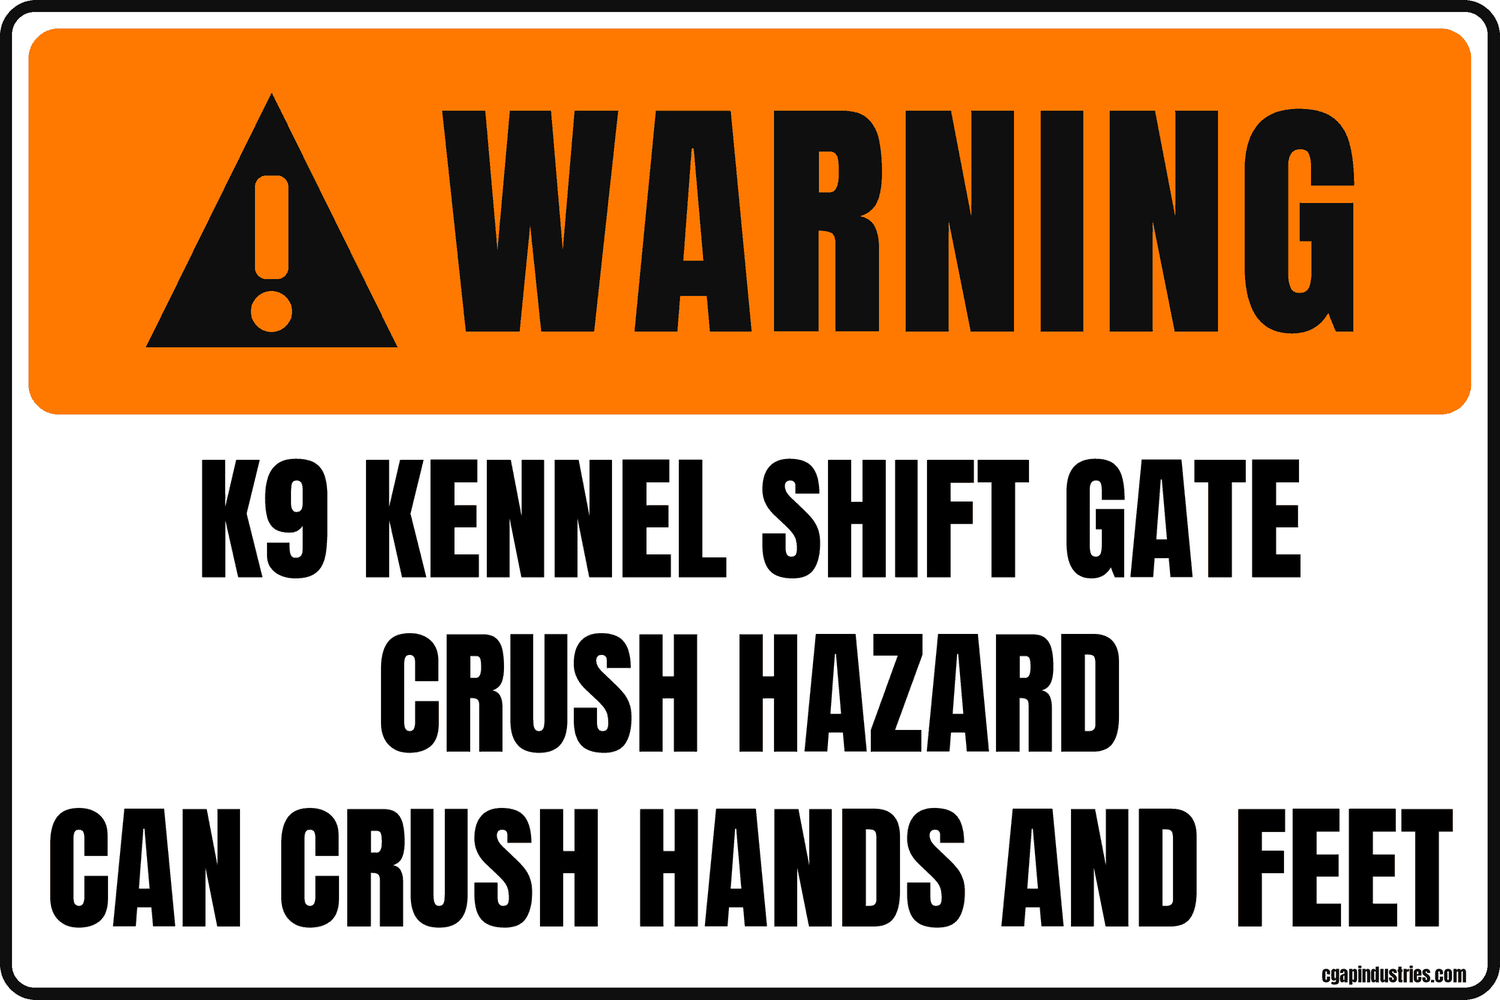 WARNING
K9 KENNEL SHIFT GATE
CRUSH HAZARD
CAN CRUSH HANDS AND FEET
cgapindustries.com